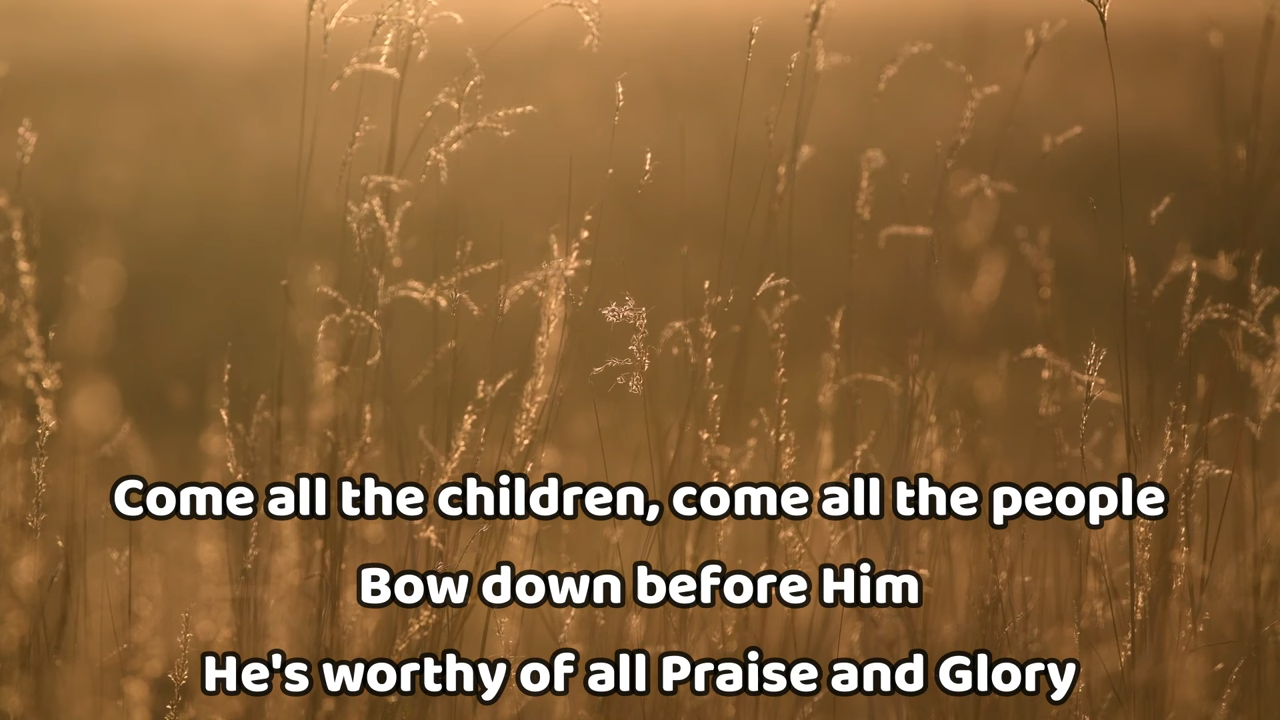 Come all the children, come all the people
Bow down before Him
He's worthy of all Praise and Glory